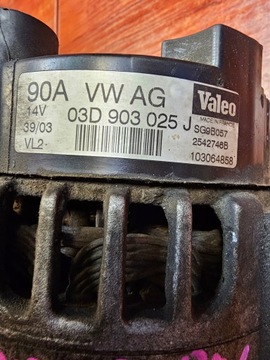 90A VW AG
Valeo
14V 03D 903 025 J
MADE IN FRANCE
39/03
SG9B057
VL2-
2542746B
103064858